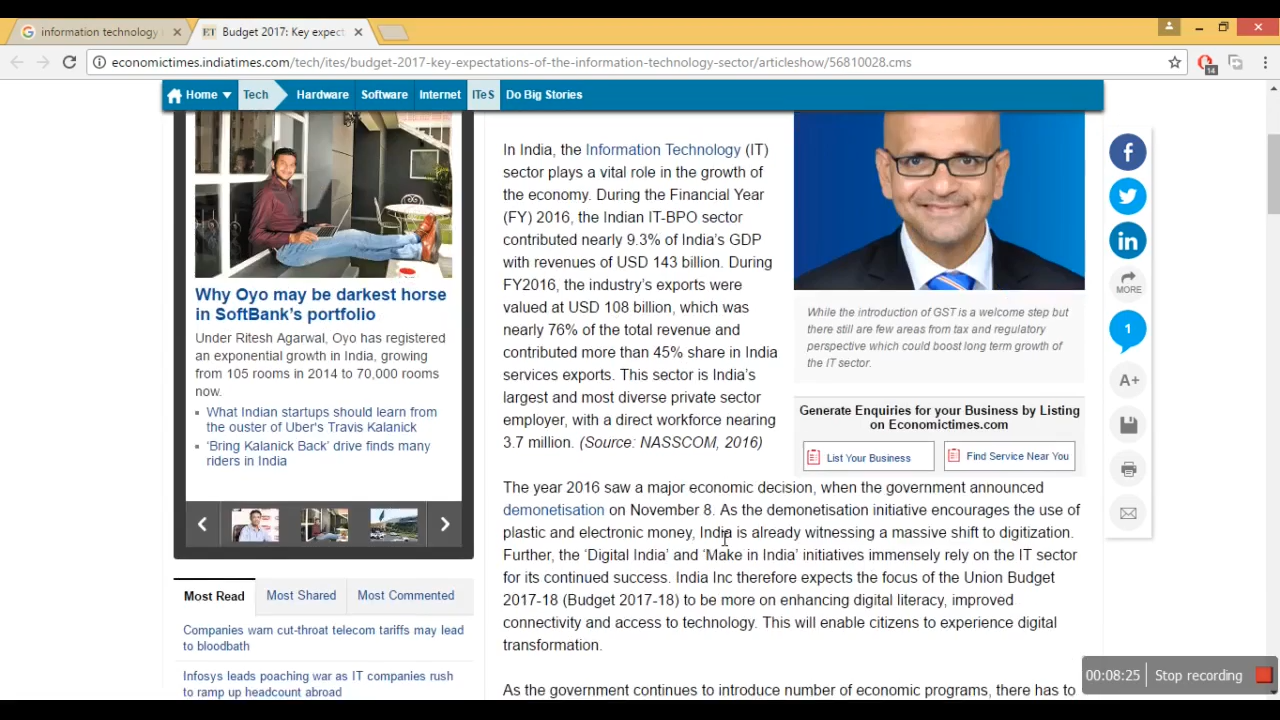 information technology
Budget 2017: Key expect
economictimes.indiatimes.com/tech/ites/budget-2017-key-expectations-of-the-information-technology-sector/articleshow/56810028.cms
14
Home
Tech
Hardware
Software
Internet
ITeS
Do Big Stories
Why Oyo may be darkest horse
in SoftBank's portfolio
Under Ritesh Agarwal, Oyo has registered
an exponential growth in India, growing
from 105 rooms in 2014 to 70,000 rooms
now.
What Indian startups should learn from
the ouster of Uber's Travis Kalanick
'Bring Kalanick Back' drive finds many
riders in India
Most Read
Most Shared
Most Commented
Companies warn cut-throat telecom tariffs may lead
to bloodbath
Infosys leads poaching war as IT companies rush
to ramp up headcount abroad
In India, the Information Technology (IT)
sector plays a vital role in the growth of
the economy. During the Financial Year
(FY) 2016, the Indian IT-BPO sector
contributed nearly 9.3% of India's GDP
with revenues of USD 143 billion. During
FY2016, the industry's exports were
valued at USD 108 billion, which was
nearly 76% of the total revenue and
contributed more than 45% share in India
services exports. This sector is India's
largest and most diverse private sector
employer, with a direct workforce nearing
3.7 million. (Source: NASSCOM, 2016)
While the introduction of GST is a welcome step but
there still are few areas from tax and regulatory
perspective which could boost long term growth of
the IT sector.
Generate Enquiries for your Business by Listing
on Economictimes.com
List Your Business
Find Service Near You
The year 2016 saw a major economic decision, when the government announced
demonetisation on November 8. As the demonetisation initiative encourages the use of
plastic and electronic money, India is already witnessing a massive shift to digitization.
Further, the 'Digital India' and 'Make in India' initiatives immensely rely on the IT sector
for its continued success. India Inc therefore expects the focus of the Union Budget
2017-18 (Budget 2017-18) to be more on enhancing digital literacy, improved
connectivity and access to technology. This will enable citizens to experience digital
transformation.
As the government continues to introduce number of economic programs, there has to
MORE
1
A+
00:08:25
Stop recording